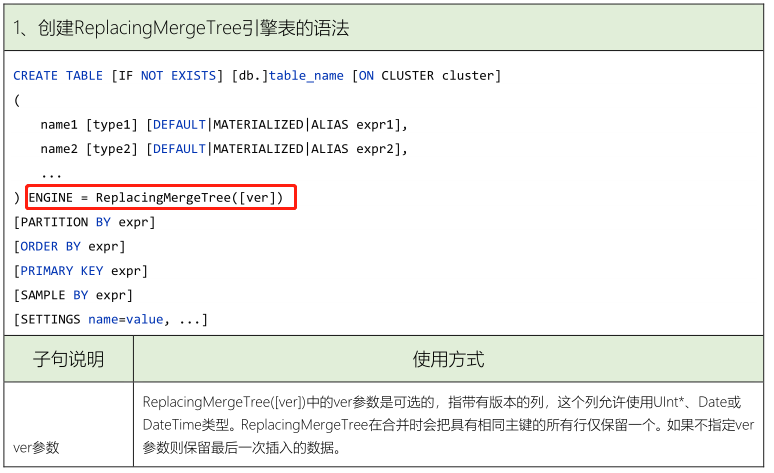 1、创建ReplacingMergeTree引擎表的语法
CREATE TABLE [IF NOT EXISTS] [db.]table_name [ON CLUSTER cluster]
(
name1 [type1] [DEFAULT|MATERIALIZED|ALIAS expr1],
name2 [type2] [DEFAULT|MATERIALIZED|ALIAS expr2],
...
) ENGINE = ReplacingMergeTree([ver])
[PARTITION BY expr]
[ORDER BY expr]
[PRIMARY KEY expr]
[SAMPLE BY expr]
[SETTINGS name=value, ...]
子句说明 使用方式
ReplacingMergeTree([ver])中的ver参数是可选的，指带有版本的列，这个列允许使用UInt*、Date或
DateTime类型。ReplacingMergeTree在合并时会把具有相同主键的所有行仅保留一个。如果不指定ver
ver参数 参数则保留最后一次插入的数据。